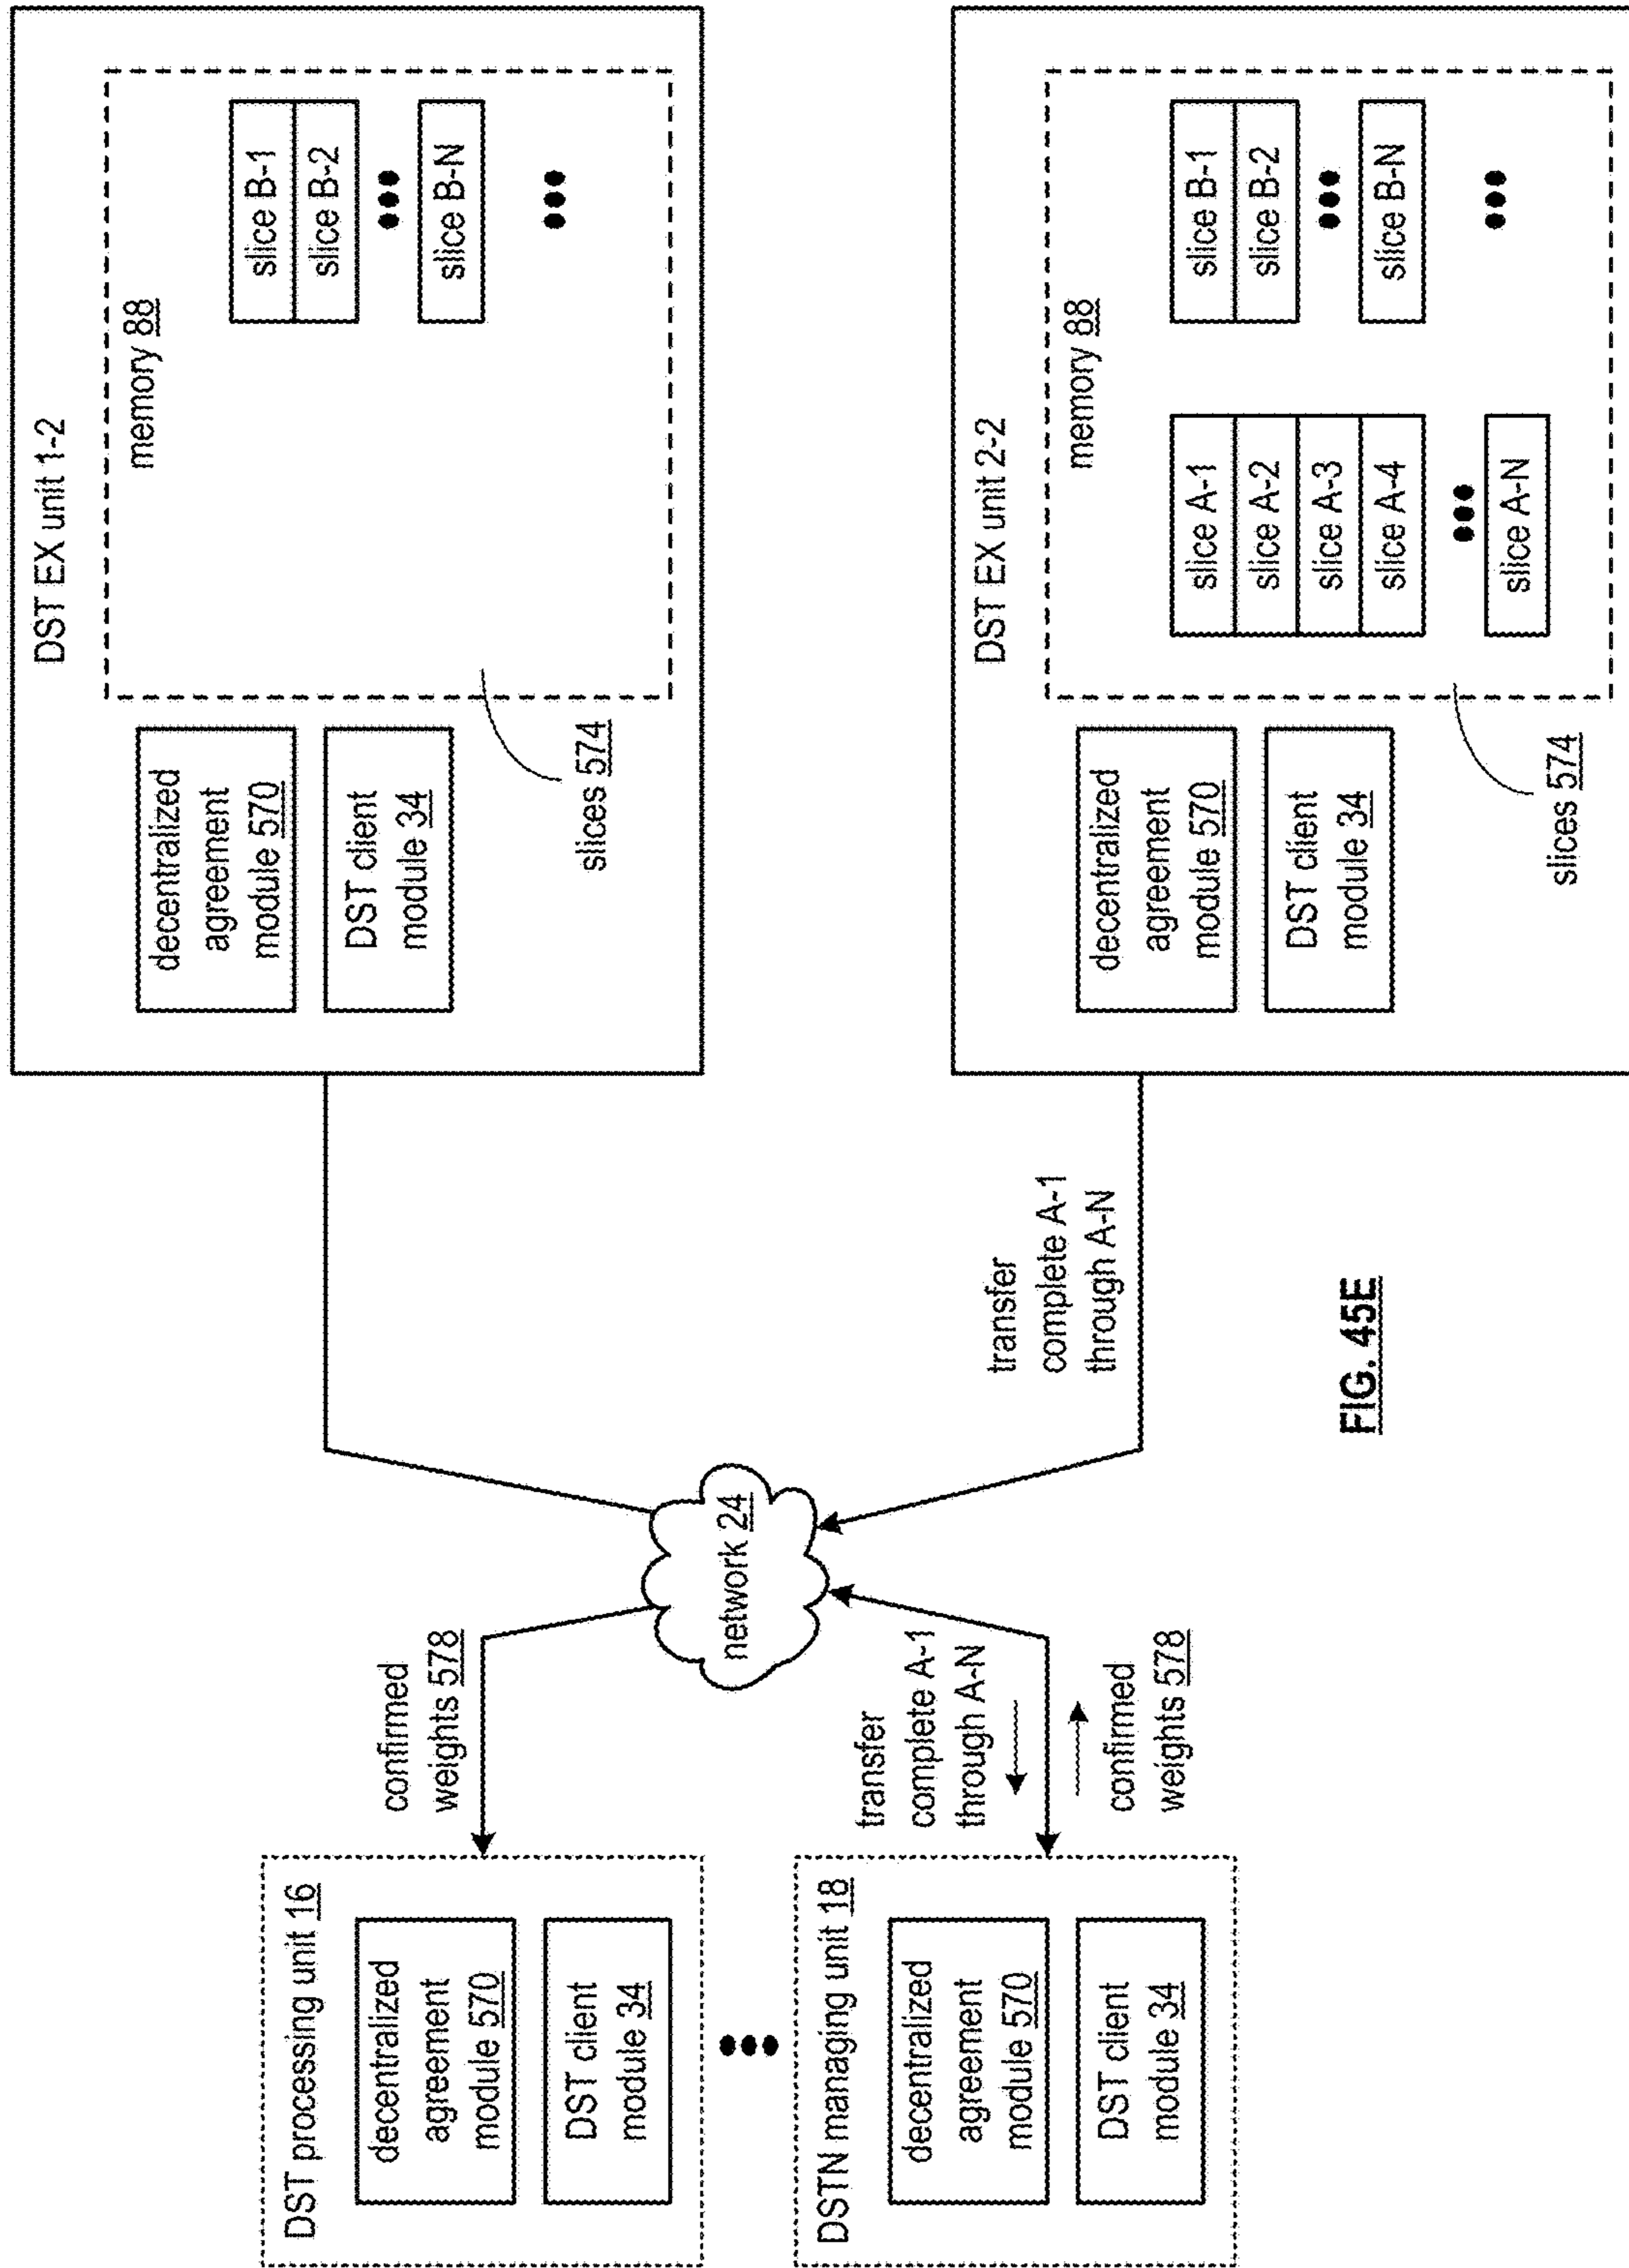 DST processing unit 16
decentralized
agreement
module 570
DST client
module 34
DSTN managing unit 18
decentralized
agreement
module 570
DST client
module 34
confirmed
weights 578
transfer
complete A-1
through A-N
confirmed
weights 578
network 24
transfer
complete A-1
through A-N
DST EX unit 1-2
decentralized
agreement
module 570
DST client
module 34
slices 574
memory 88
slice B-1
slice B-2
slice B-N
DST EX unit 2-2
decentralized
agreement
module 570
DST client
module 34
slices 574
memory 88
slice A-1
slice A-2
slice A-3
slice A-4
slice A-N
slice B-1
slice B-2
slice B-N
FIG. 45E